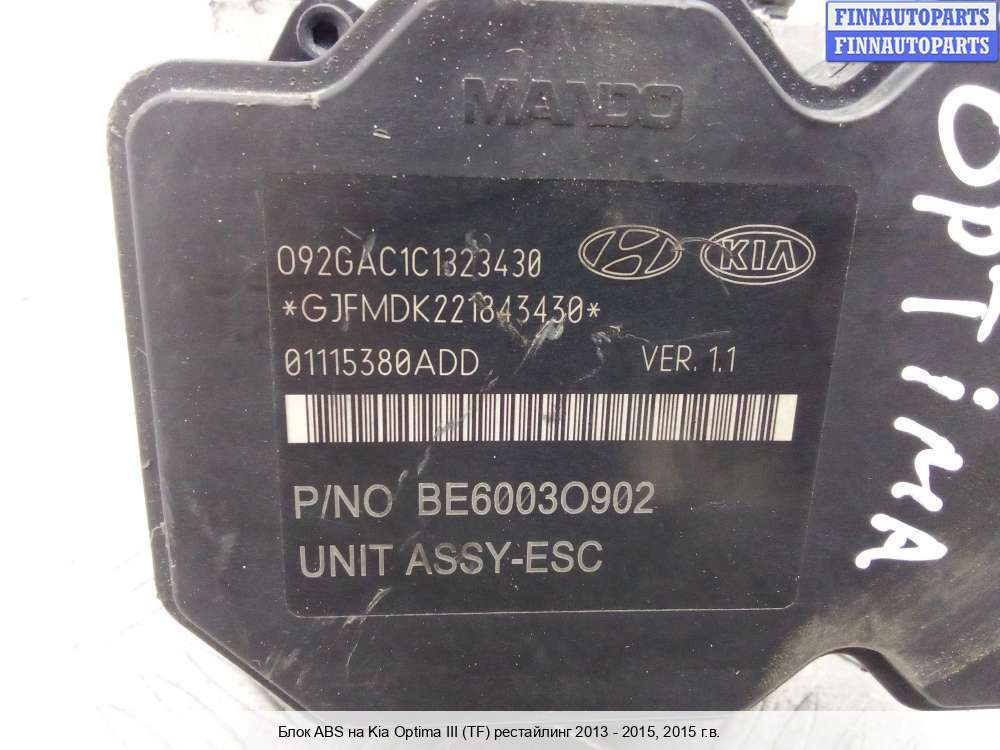 FINNAUTOPARTS
FINNAUTOPARTS
MANDO
OPTiMA
O92GAC1C1323430
KIA
*GJFMDK221843430*
01115380ADD VER. 1.1
P/NO BE6003O902
UNIT ASSY-ESC
Блок ABS на Kia Optima III (TF) рестайлинг 2013 - 2015, 2015 г.в.